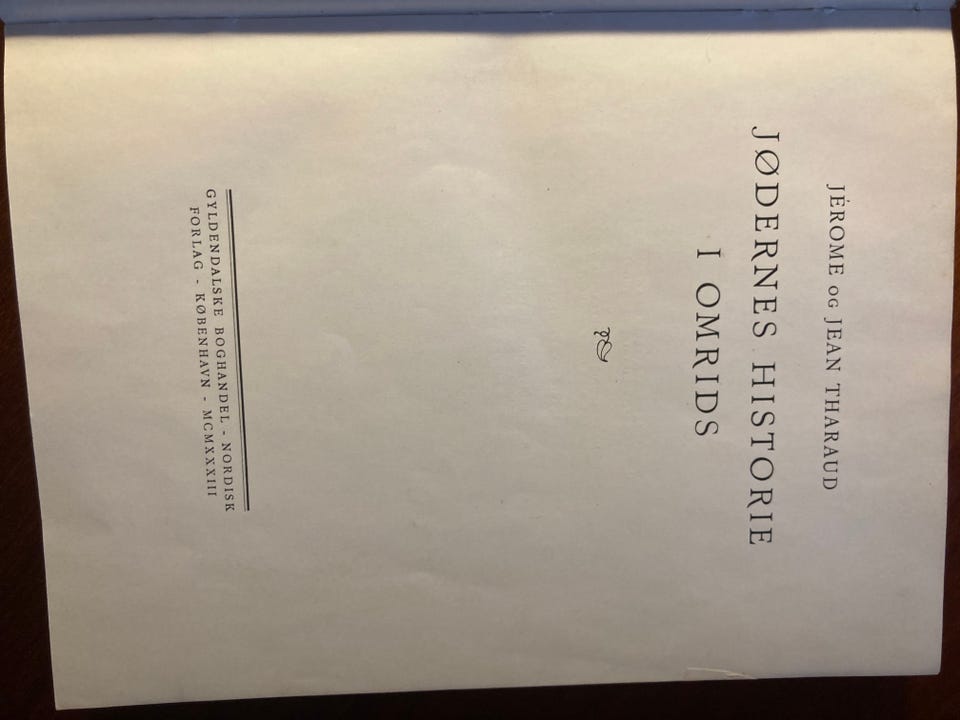 JÉROME OG JEAN THARAUD
JØDERNES HISTORIE
I OMRIDS
GYLDENDALSKE BOGHANDEL - NORDISK
FORLAG - KØBENHAVN - MCMXXXIII